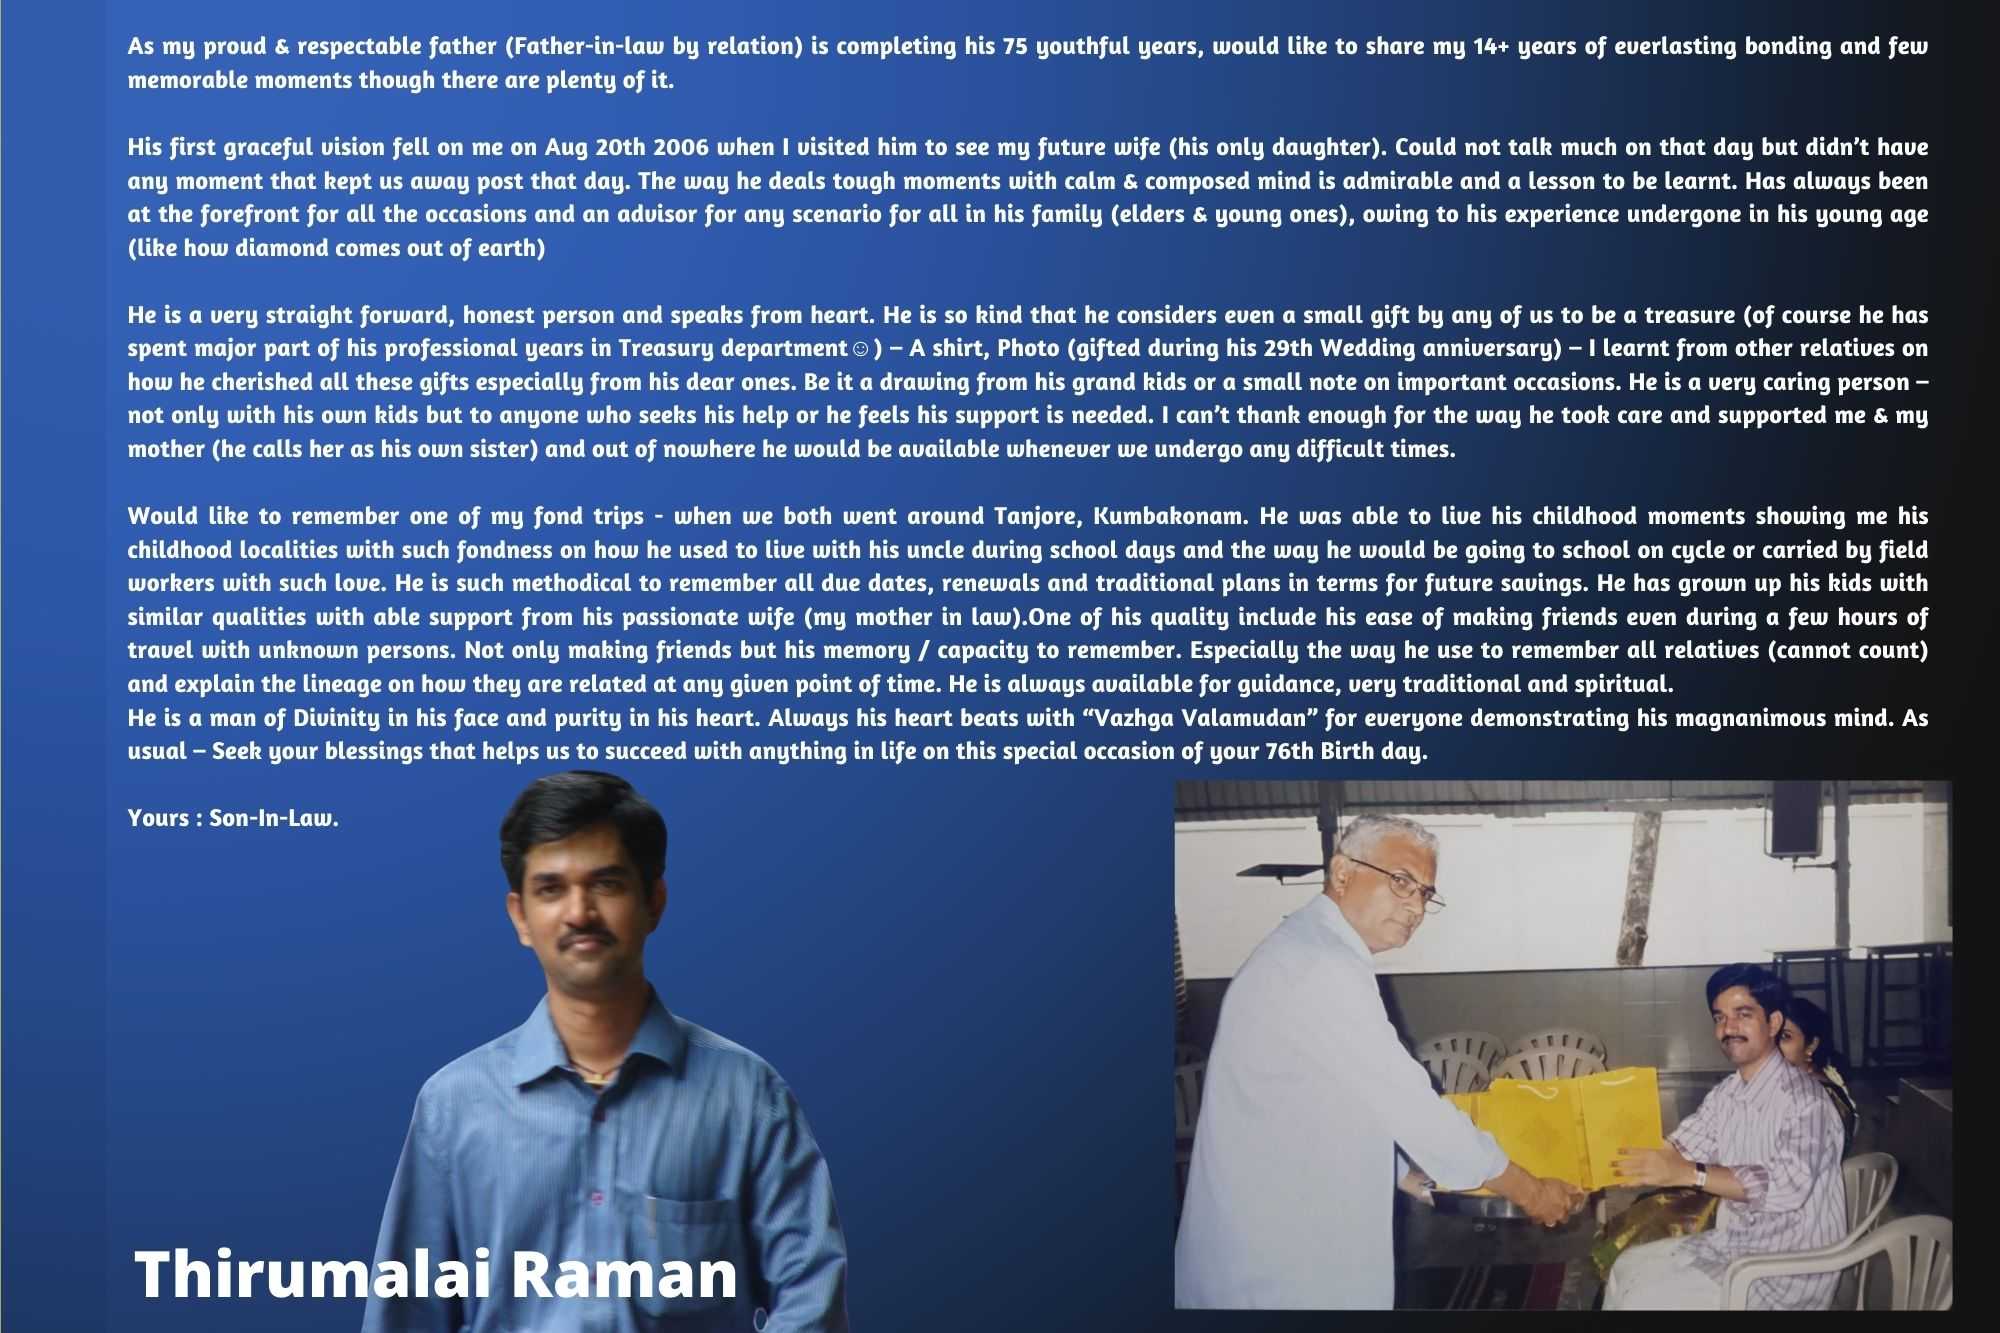 As my proud & respectable father (Father-in-law by relation) is completing his 75 youthful years, would like to share my 14+ years of everlasting bonding and few
memorable moments though there are plenty of it.
His first graceful vision fell on me on Aug 20th 2006 when I visited him to see my future wife (his only daughter). Could not talk much on that day but didn’t have
any moment that kept us away post that day. The way he deals tough moments with calm & composed mind is admirable and a lesson to be learnt. Has always been
at the forefront for all the occasions and an advisor for any scenario for all in his family (elders & young ones), owing to his experience undergone in his young age
(like how diamond comes out of earth)
He is a very straight forward, honest person and speaks from heart. He is so kind that he considers even a small gift by any of us to be a treasure (of course he has
spent major part of his professional years in Treasury department☺) – A shirt, Photo (gifted during his 29th Wedding anniversary) – I learnt from other relatives on
how he cherished all these gifts especially from his dear ones. Be it a drawing from his grand kids or a small note on important occasions. He is a very caring person –
not only with his own kids but to anyone who seeks his help or he feels his support is needed. I can’t thank enough for the way he took care and supported me & my
mother (he calls her as his own sister) and out of nowhere he would be available whenever we undergo any difficult times.
Would like to remember one of my fond trips - when we both went around Tanjore, Kumbakonam. He was able to live his childhood moments showing me his
childhood localities with such fondness on how he used to live with his uncle during school days and the way he would be going to school on cycle or carried by field
workers with such love. He is such methodical to remember all due dates, renewals and traditional plans in terms for future savings. He has grown up his kids with
similar qualities with able support from his passionate wife (my mother in law).One of his quality include his ease of making friends even during a few hours of
travel with unknown persons. Not only making friends but his memory / capacity to remember. Especially the way he use to remember all relatives (cannot count)
and explain the lineage on how they are related at any given point of time. He is always available for guidance, very traditional and spiritual.
He is a man of Divinity in his face and purity in his heart. Always his heart beats with “Vazhga Valamudan” for everyone demonstrating his magnanimous mind. As
usual – Seek your blessings that helps us to succeed with anything in life on this special occasion of your 76th Birth day.
Yours : Son-In-Law.
Thirumalai Raman